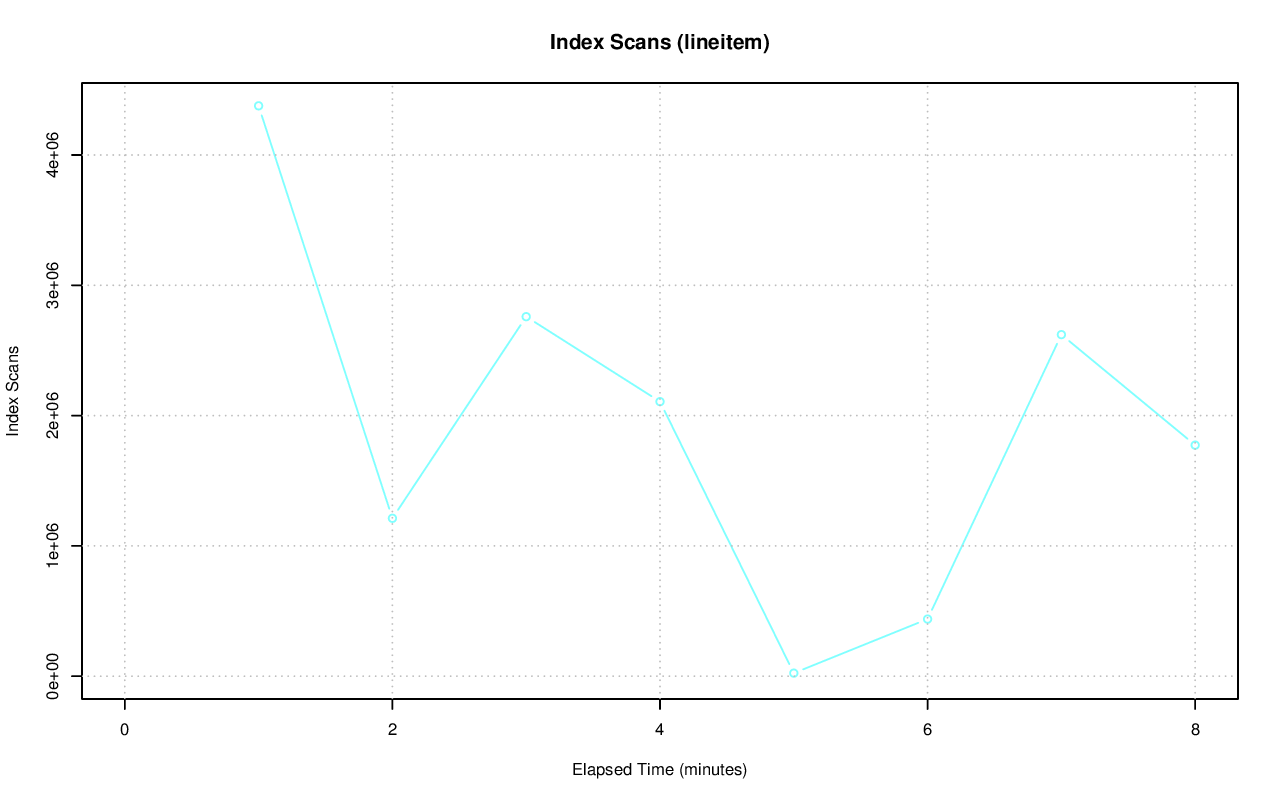 Index Scans (lineitem)
4e+06
3e+06
2e+06
1e+06
0e+00
Index Scans
0 2 4 6 8
Elapsed Time (minutes)